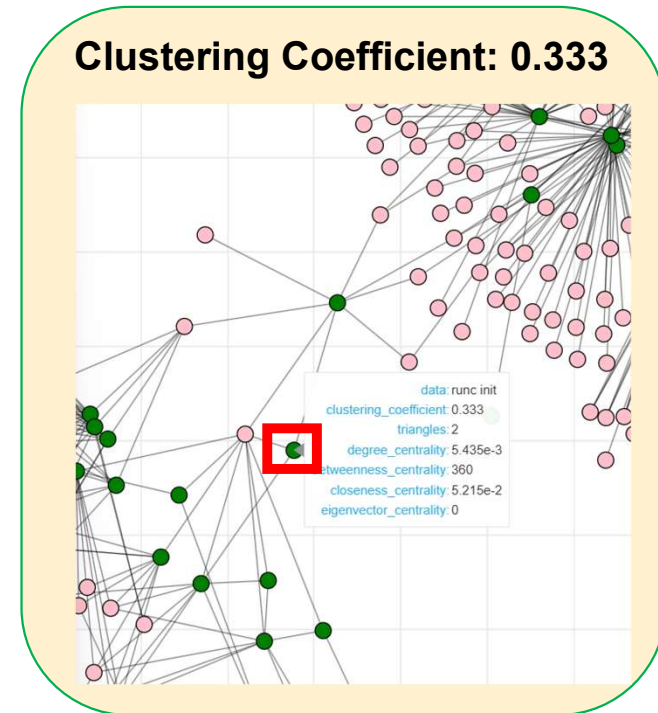 Clustering Coefficient: 0.333
data: runc init
clustering_coefficient: 0.333
triangles: 2
degree_centrality: 5.435e-3
etweenness_centrality: 360
closeness_centrality: 5.215e-2
eigenvector_centrality: 0